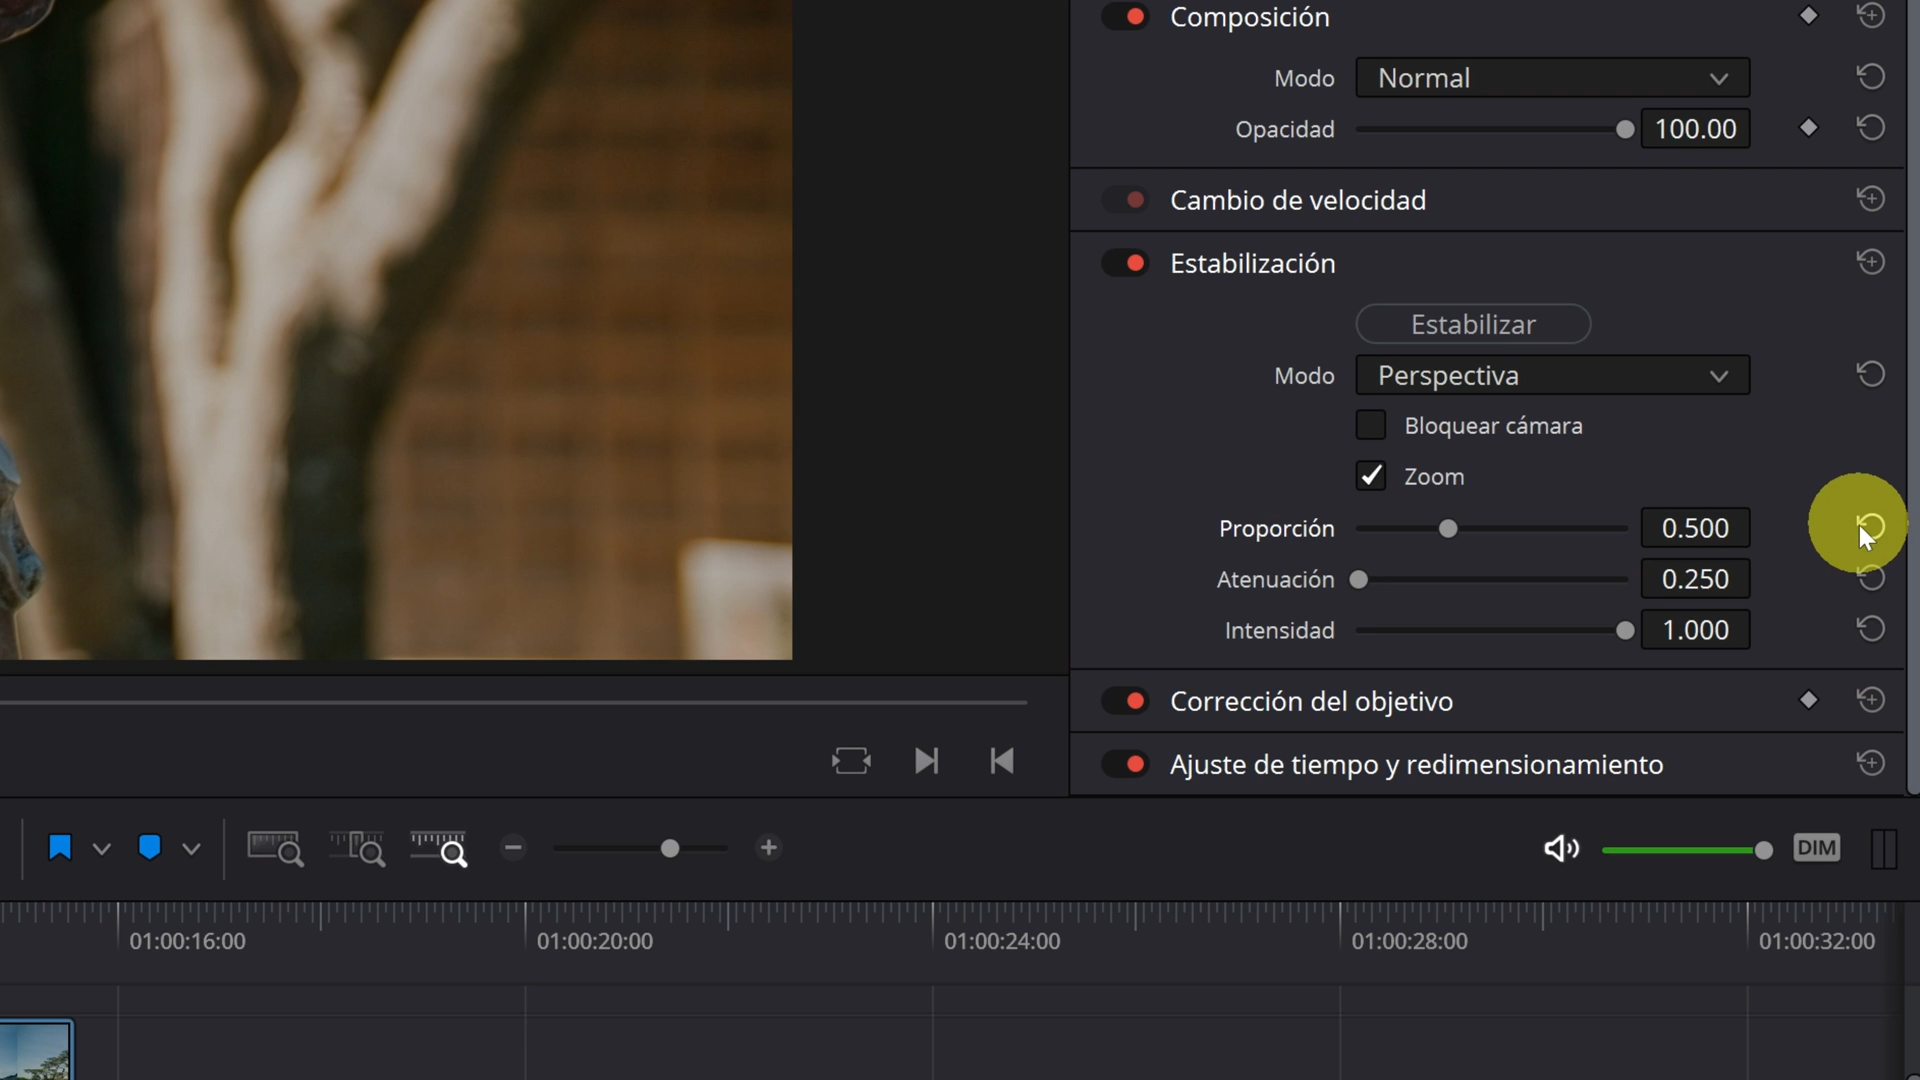 Composición
Modo
Normal
Opacidad
100.00
Cambio de velocidad
Estabilización
Estabilizar
Modo
Perspectiva
Bloquear cámara
Zoom
Proporción
0.500
Atenuación
0.250
Intensidad
1.000
Corrección del objetivo
Ajuste de tiempo y redimensionamiento
DIM
01:00:16:00
01:00:20:00
01:00:24:00
01:00:28:00
01:00:32:00